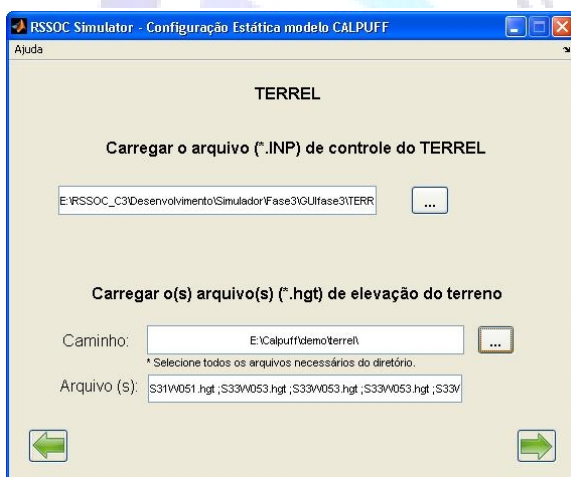 RSSOC Simulator - Configuração Estática modelo CALPUFF
Ajuda
TERREL
Carregar o arquivo (*.INP) de controle do TERREL
E:\RSSOC_C3\Desenvolvimento\Simulador\Fase3\GUIfase3\TERR
...
Carregar o(s) arquivo(s) (*.hgt) de elevação do terreno
Caminho: E:\Calpuff\demo\terrel\ ...
* Selecione todos os arquivos necessários do diretório.
Arquivo (s): S31W051.hgt ;S33W053.hgt ;S33W053.hgt ;S33W053.hgt ;S33W